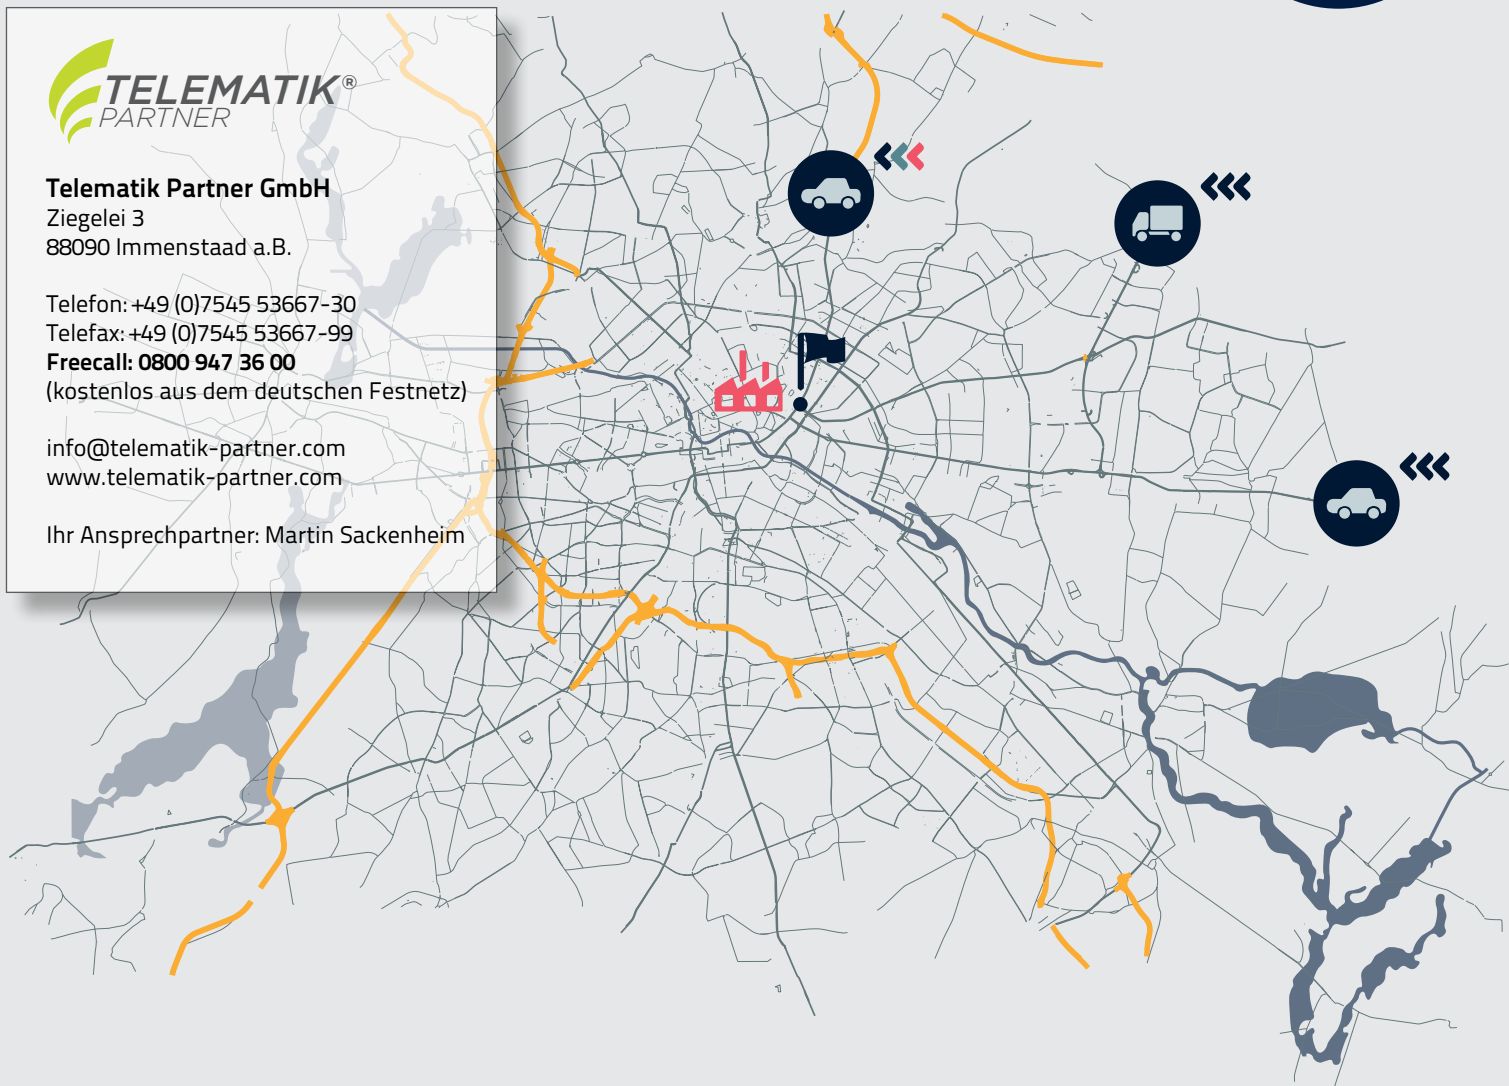 TELEMATIK®
PARTNER
Telematik Partner GmbH
Ziegelei 3
88090 Immenstaad a.B.
Telefon: +49 (0)7545 53667-30
Telefax: +49 (0)7545 53667-99
Freecall: 0800 947 36 00
(kostenlos aus dem deutschen Festnetz)
info@telematik-partner.com
www.telematik-partner.com
Ihr Ansprechpartner: Martin Sackenheim